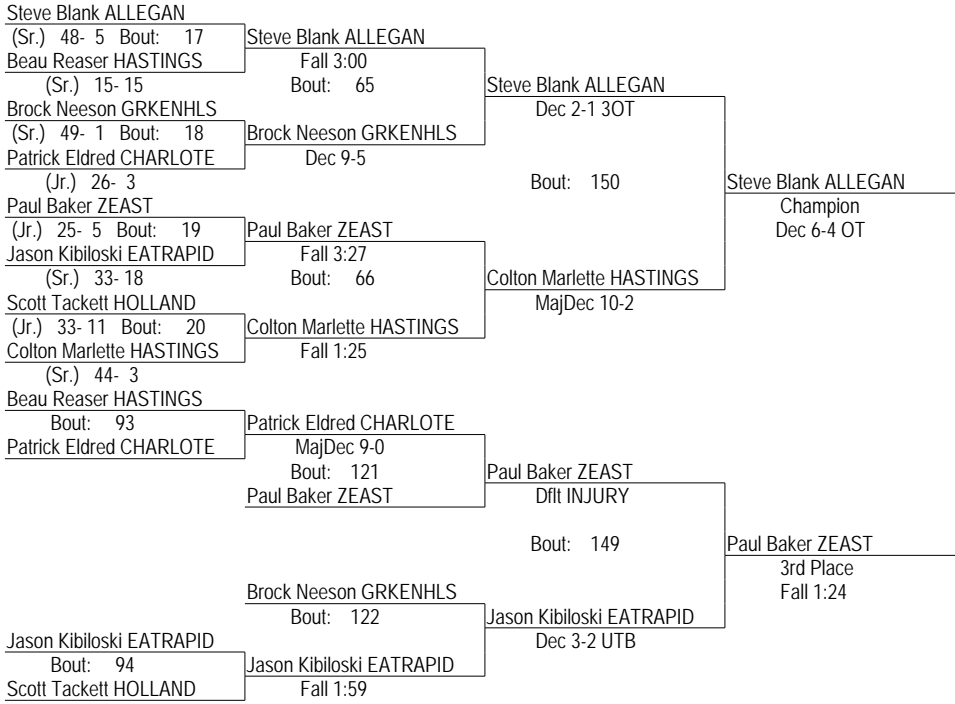 Steve Blank ALLEGAN
(Sr.) 48- 5 Bout: 17
Steve Blank ALLEGAN
Beau Reaser HASTINGS
Fall 3:00
(Sr.) 15- 15
Bout: 65
Steve Blank ALLEGAN
Brock Neeson GRKENHLS
Dec 2-1 3OT
(Sr.) 49- 1 Bout: 18
Brock Neeson GRKENHLS
Patrick Eldred CHARLOTE
Dec 9-5
(Jr.) 26- 3
Bout: 150
Steve Blank ALLEGAN
Paul Baker ZEAST
Champion
(Jr.) 25- 5 Bout: 19
Paul Baker ZEAST
Dec 6-4 OT
Jason Kibiloski EATRAPID
Fall 3:27
(Sr.) 33- 18
Bout: 66
Colton Marlette HASTINGS
Scott Tackett HOLLAND
MajDec 10-2
(Jr.) 33- 11 Bout: 20
Colton Marlette HASTINGS
Colton Marlette HASTINGS
Fall 1:25
(Sr.) 44- 3
Beau Reaser HASTINGS
Bout: 93
Patrick Eldred CHARLOTE
Patrick Eldred CHARLOTE
MajDec 9-0
Bout: 121
Paul Baker ZEAST
Paul Baker ZEAST
Dflt INJURY
Bout: 149
Paul Baker ZEAST
3rd Place
Brock Neeson GRKENHLS
Fall 1:24
Bout: 122
Jason Kibiloski EATRAPID
Jason Kibiloski EATRAPID
Dec 3-2 UTB
Bout: 94
Jason Kibiloski EATRAPID
Scott Tackett HOLLAND
Fall 1:59